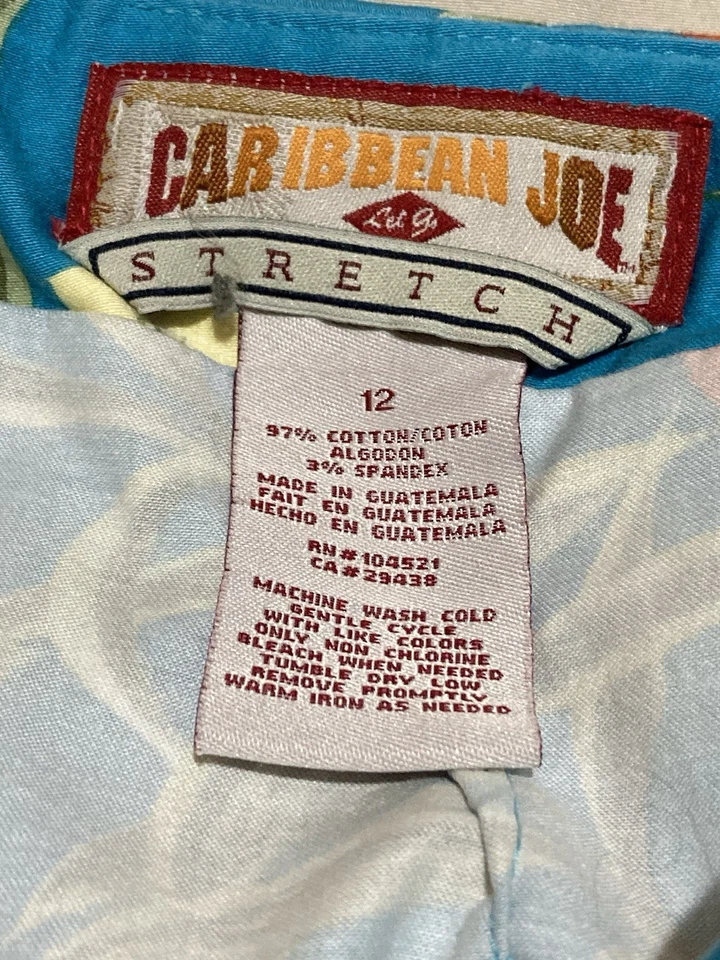 CARIBBEAN JOE
Let Go
TM
STRETCH
12
97% COTTON/COTON
ALGODON
3% SPANDEX
MADE IN GUATEMALA
FAIT EN GUATEMALA
HECHO EN GUATEMALA
RN#104521
CA#29438
MACHINE WASH COLD
GENTLE CYCLE
WITH LIKE COLORS
ONLY NON CHLORINE
BLEACH WHEN NEEDED
TUMBLE DRY LOW
REMOVE PROMPTLY
WARM IRON AS NEEDED